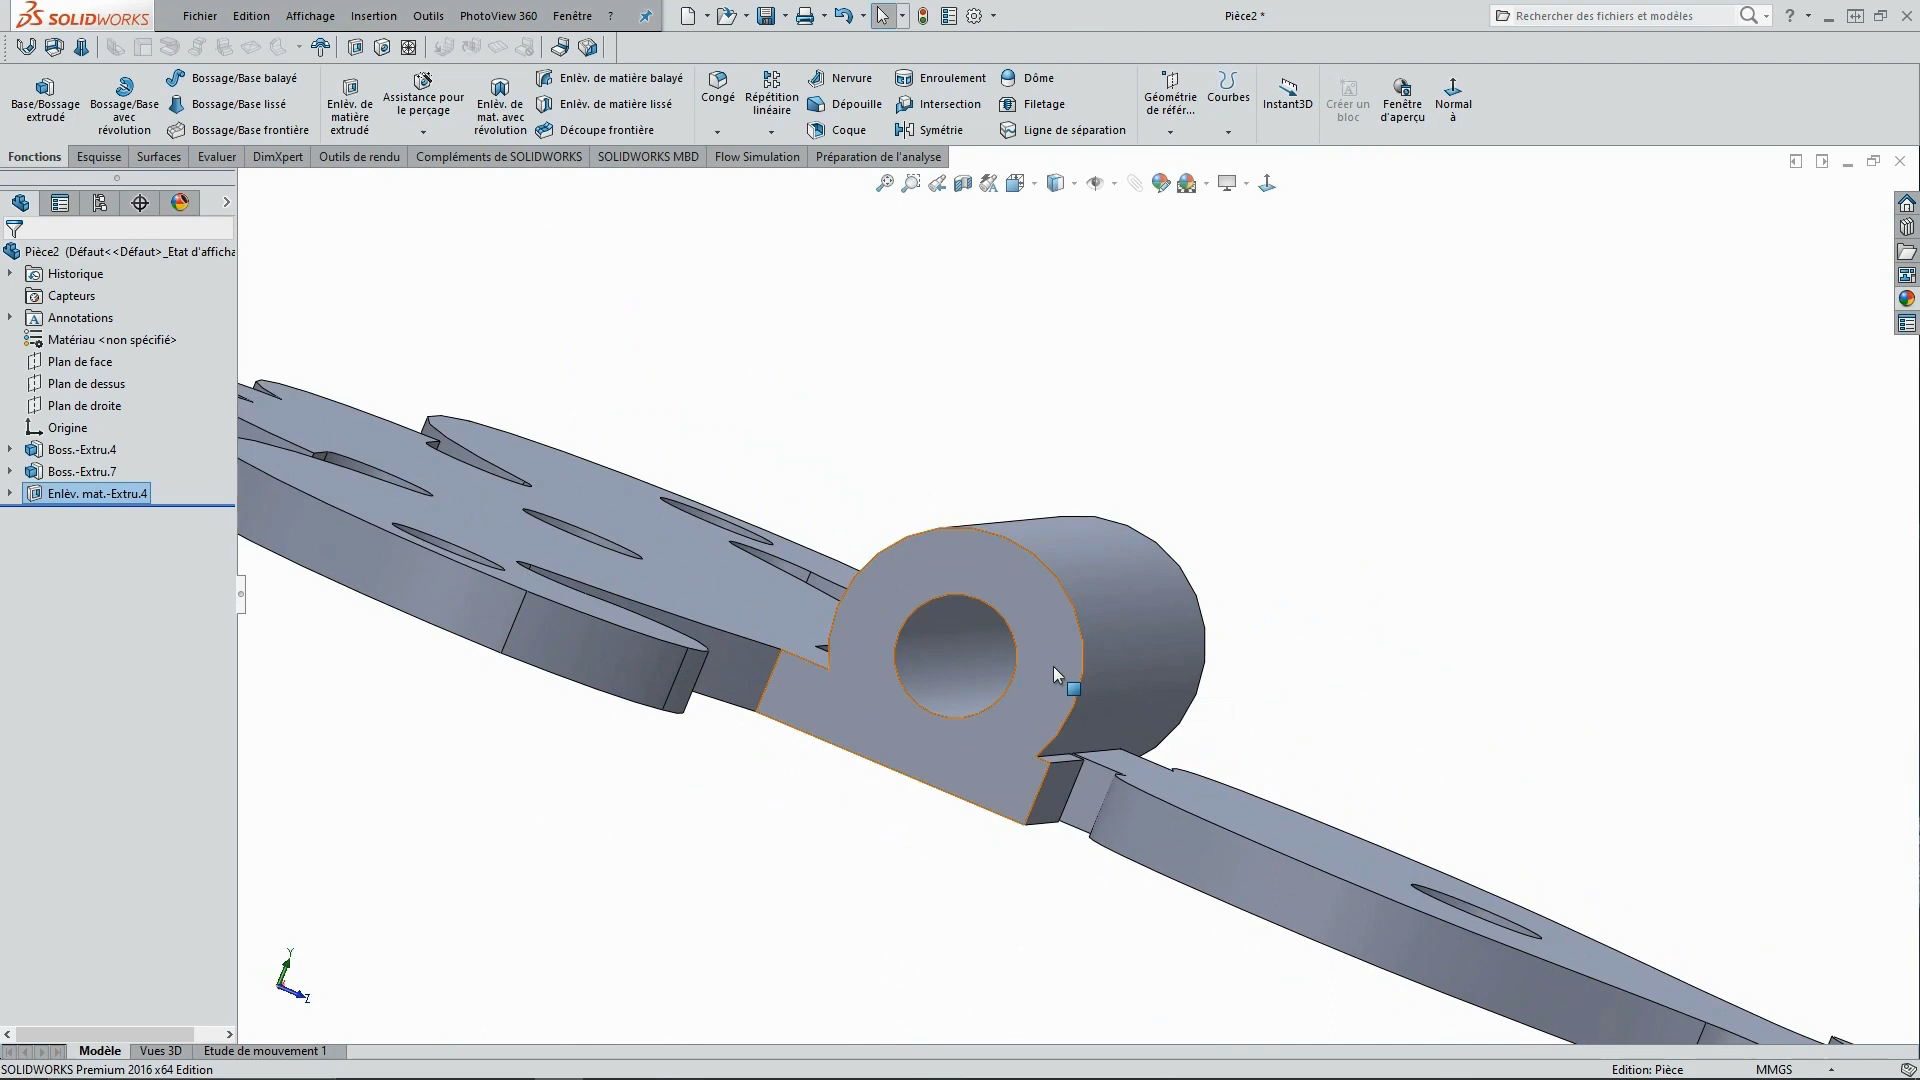 SOLIDWORKS
Fichier Edition Affichage Insertion Outils PhotoView 360 Fenêtre ?
Pièce2 *
Rechercher des fichiers et modèles
Base/Bossage extrudé
Bossage/Base avec révolution
Bossage/Base balayé
Bossage/Base lissé
Bossage/Base frontière
Enlèv. de matière extrudé
Assistance pour le perçage
Enlèv. de mat. avec révolution
Enlèv. de matière balayé
Enlèv. de matière lissé
Découpe frontière
Congé
Répétition linéaire
Nervure
Dépouille
Coque
Enroulement
Intersection
Symétrie
Dôme
Filetage
Ligne de séparation
Géométrie de référ...
Courbes
Instant3D
Créer un bloc
Fenêtre d'aperçu
Normal à
Fonctions Esquisse Surfaces Evaluer DimXpert Outils de rendu Compléments de SOLIDWORKS SOLIDWORKS MBD Flow Simulation Préparation de l'analyse
Pièce2 (Défaut<<Défaut>_Etat d'afficha
Historique
Capteurs
Annotations
Matériau <non spécifié>
Plan de face
Plan de dessus
Plan de droite
Origine
Boss.-Extru.4
Boss.-Extru.7
Enlèv. mat.-Extru.4
Y
Z
Modèle Vues 3D Etude de mouvement 1
SOLIDWORKS Premium 2016 x64 Edition
Edition: Pièce
MMGS